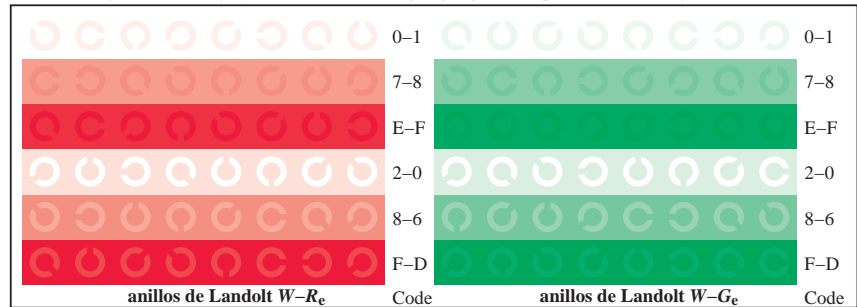 0–1 0–1
7–8 7–8
E–F E–F
2–0 2–0
8–6 8–6
F–D F–D
anillos de Landolt W–Re Code anillos de Landolt W–Ge Code